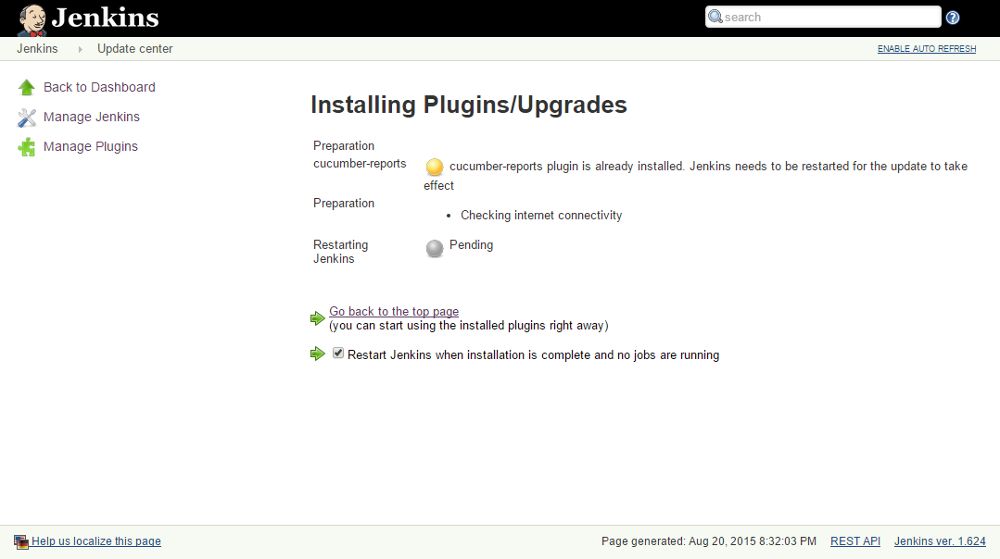 Jenkins
search
Jenkins
Update center
ENABLE AUTO REFRESH
Back to Dashboard
Manage Jenkins
Manage Plugins
Installing Plugins/Upgrades
Preparation
cucumber-reports
cucumber-reports plugin is already installed. Jenkins needs to be restarted for the update to take
effect
Preparation
• Checking internet connectivity
Restarting
Jenkins
Pending
Go back to the top page
(you can start using the installed plugins right away)
Restart Jenkins when installation is complete and no jobs are running
Help us localize this page
Page generated: Aug 20, 2015 8:32:03 PM
REST API
Jenkins ver. 1.624